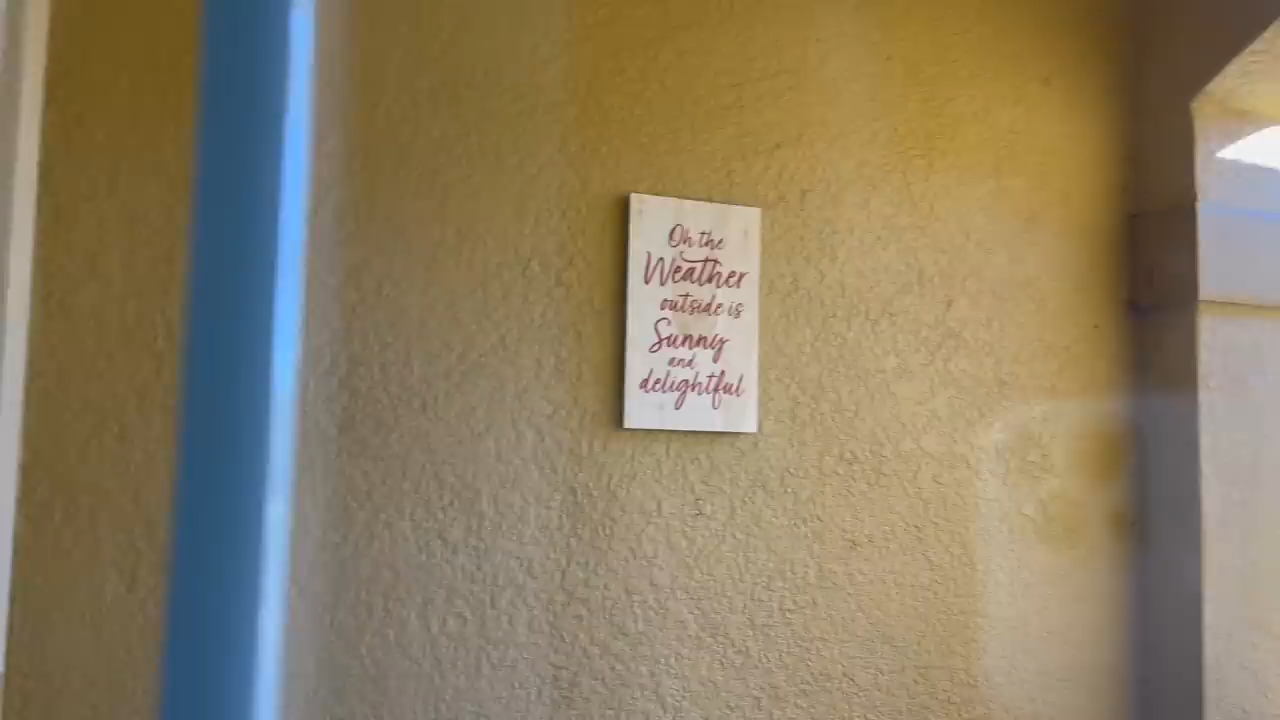 Oh the
Weather
outside is
Sunny
and
delightful